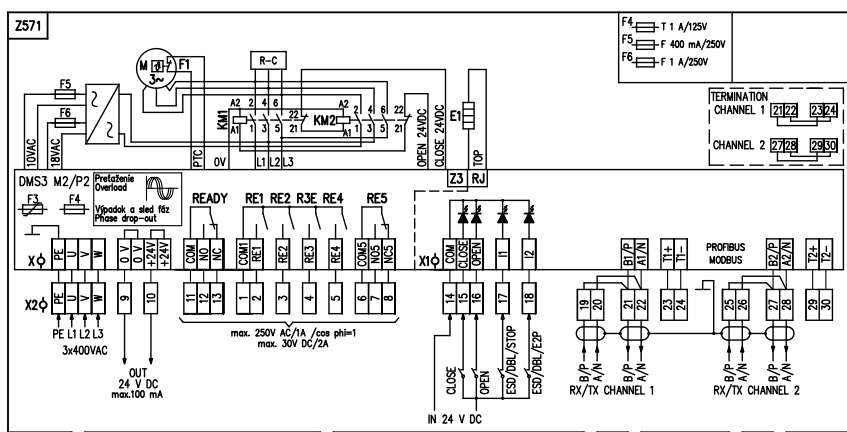 Z571
F4 T 1 A/125V
F5 F 400 mA/250V
F6 F 1 A/250V
TERMINATION
CHANNEL 1 21 22 23 24
CHANNEL 2 27 28 29 30
M 3~ F1
R-C
F5
F6
KM1 A2 A1 2 4 6 1 3 5 22 21
KM2 A2 A1 2 4 6 22 1 3 5 21
E1
10VAC
18VAC
PTC
0V
L1 L2 L3
OPEN 24VDC
CLOSE 24VDC
TOP
DMS3 M2/P2
F3
F4
Preťaženie
Overload
Výpadok a sled fáz
Phase drop-out
Z3 RJ
READY
RE1 RE2 R3E RE4
RE5
X
PE U V W
0 V 0 V +24V +24V
COM NO NC
COM1 RE1 RE2 RE3 RE4
COM5 NO5 NC5
X1
COM CLOSE OPEN I1 I2
B1/P A1/N T1+ T1-
PROFIBUS
MODBUS
B2/P A2/N T2+ T2-
X2
PE U V W
9 10 11 12 13 1 2 3 4 5 6 7 8
14 15 16 17 18
19 20 21 22 23 24
25 26 27 28 29 30
PE L1 L2 L3
3x400VAC
OUT
24 V DC
max.100 mA
max. 250V AC/1A /cos phi=1
max. 30V DC/2A
CLOSE
OPEN
ESD/DBL/STOP
ESD/DBL/E2P
IN 24 V DC
B/P A/N B/P A/N
RX/TX CHANNEL 1
B/P A/N B/P A/N
RX/TX CHANNEL 2